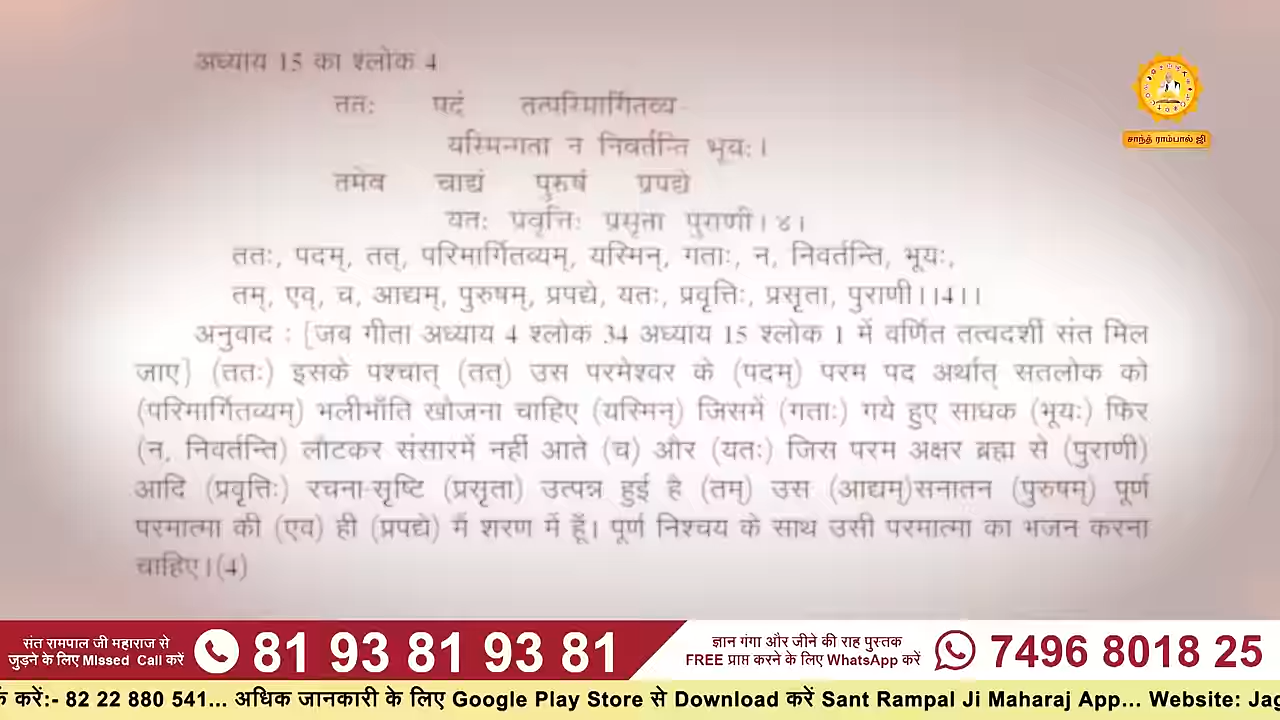 अध्याय 15 का श्लोक 4
ततः पदं तत्परिमार्गितव्य
यस्मिन्गता न निवर्तन्ति भूयः।
तमेव चाद्यं पुरुषं प्रपद्ये
यतः प्रवृत्तिः प्रसृता पुराणी।४।
ततः, पदम्, तत्, परिमार्गितव्यम्, यस्मिन्, गताः, न, निवर्तन्ति, भूयः,
तम्, एव्, च, आद्यम्, पुरुषम्, प्रपद्ये, यतः, प्रवृत्तिः, प्रसृता, पुराणी।।4।।
अनुवाद : [जब गीता अध्याय 4 श्लोक 34 अध्याय 15 श्लोक 1 में वर्णित तत्वदर्शी संत मिल
जाए] (ततः) इसके पश्चात् (तत्) उस परमेश्वर के (पदम्) परम पद अर्थात् सतलोक को
(परिमार्गितव्यम्) भलीभाँति खोजना चाहिए (यस्मिन्) जिसमें (गताः) गये हुए साधक (भूयः) फिर
(न, निवर्तन्ति) लौटकर संसारमें नहीं आते (च) और (यतः) जिस परम अक्षर ब्रह्म से (पुराणी)
आदि (प्रवृत्तिः) रचना-सृष्टि (प्रसृता) उत्पन्न हुई है (तम्) उस (आद्यम्)सनातन (पुरुषम्) पूर्ण
परमात्मा की (एव) ही (प्रपद्ये) मैं शरण में हूँ। पूर्ण निश्चय के साथ उसी परमात्मा का भजन करना
चाहिए।(4)
சாந்த் ராம்பால் ஜி
संत रामपाल जी महाराज से
जुड़ने के लिए Missed Call करें
81 93 81 93 81
ज्ञान गंगा और जीने की राह पुस्तक
FREE प्राप्त करने के लिए WhatsApp करें
7496 8018 25
करें:- 82 22 880 541... अधिक जानकारी के लिए Google Play Store से Download करें Sant Rampal Ji Maharaj App... Website: Jag